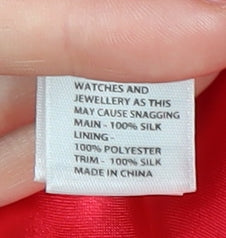 WATCHES AND
JEWELLERY AS THIS
MAY CAUSE SNAGGING
MAIN - 100% SILK
LINING -
100% POLYESTER
TRIM - 100% SILK
MADE IN CHINA